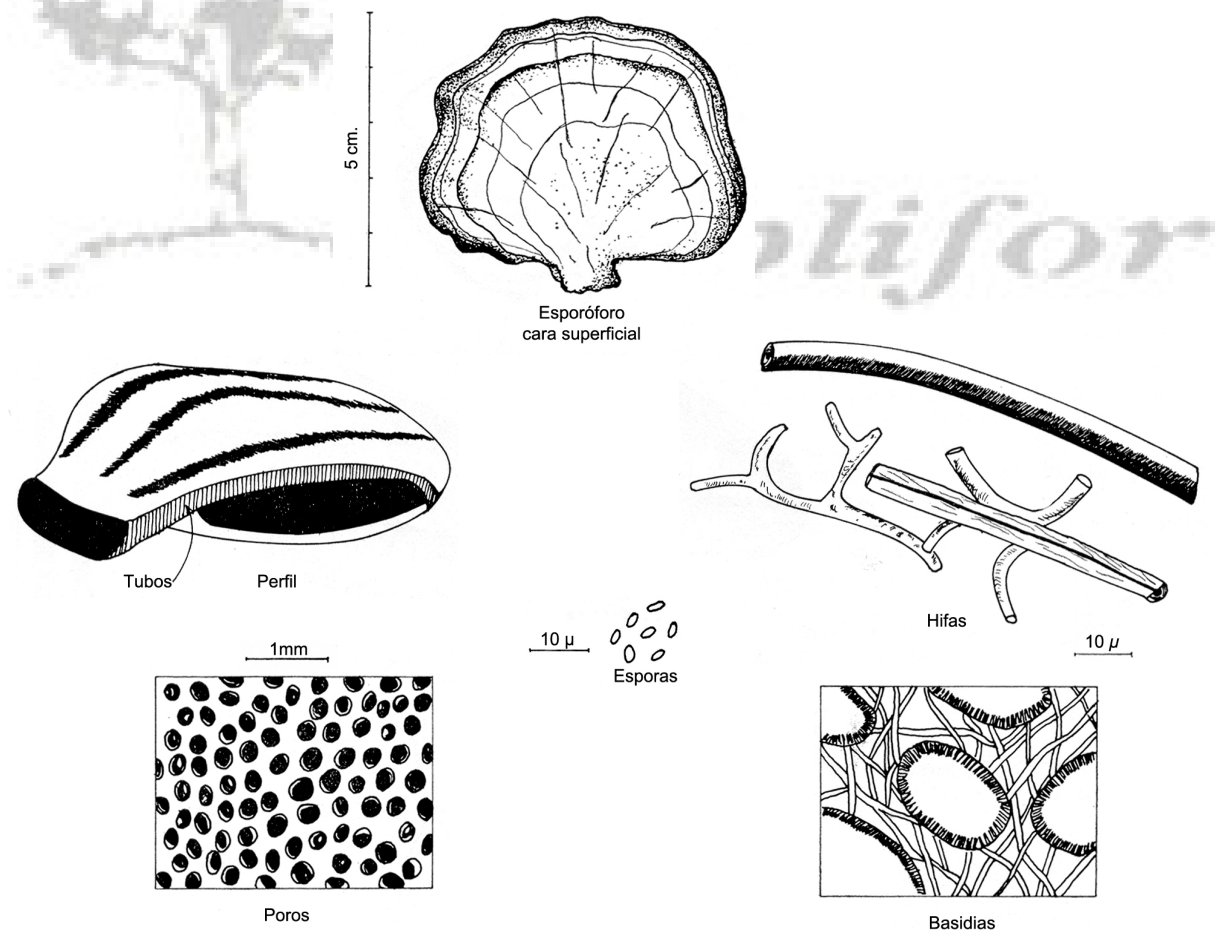 5 cm.
Esporóforo
cara superficial
Tubos
Perfil
Hifas
10 µ
10 µ
Esporas
1mm
Poros
Basidias